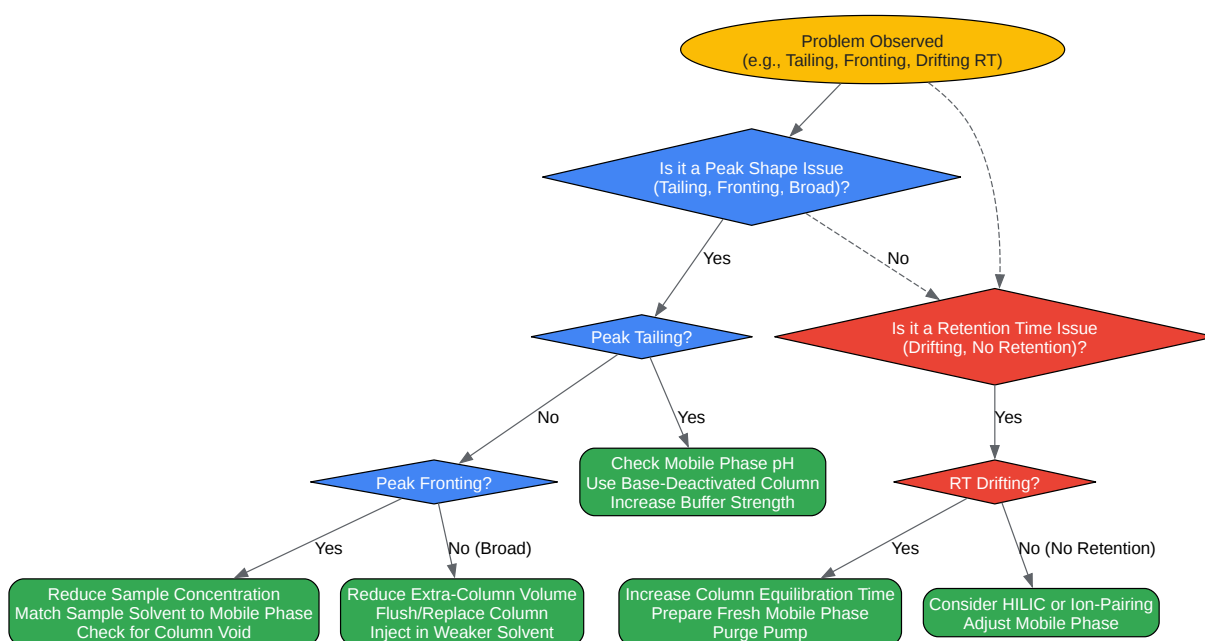 Problem Observed
(e.g., Tailing, Fronting, Drifting RT)
Is it a Peak Shape Issue
(Tailing, Fronting, Broad)?
Yes
No
Is it a Retention Time Issue
(Drifting, No Retention)?
Peak Tailing?
No
Yes
Yes
Check Mobile Phase pH
Use Base-Deactivated Column
Increase Buffer Strength
Peak Fronting?
RT Drifting?
Yes
No (Broad)
Yes
No (No Retention)
Reduce Sample Concentration
Match Sample Solvent to Mobile Phase
Check for Column Void
Reduce Extra-Column Volume
Flush/Replace Column
Inject in Weaker Solvent
Increase Column Equilibration Time
Prepare Fresh Mobile Phase
Purge Pump
Consider HILIC or Ion-Pairing
Adjust Mobile Phase